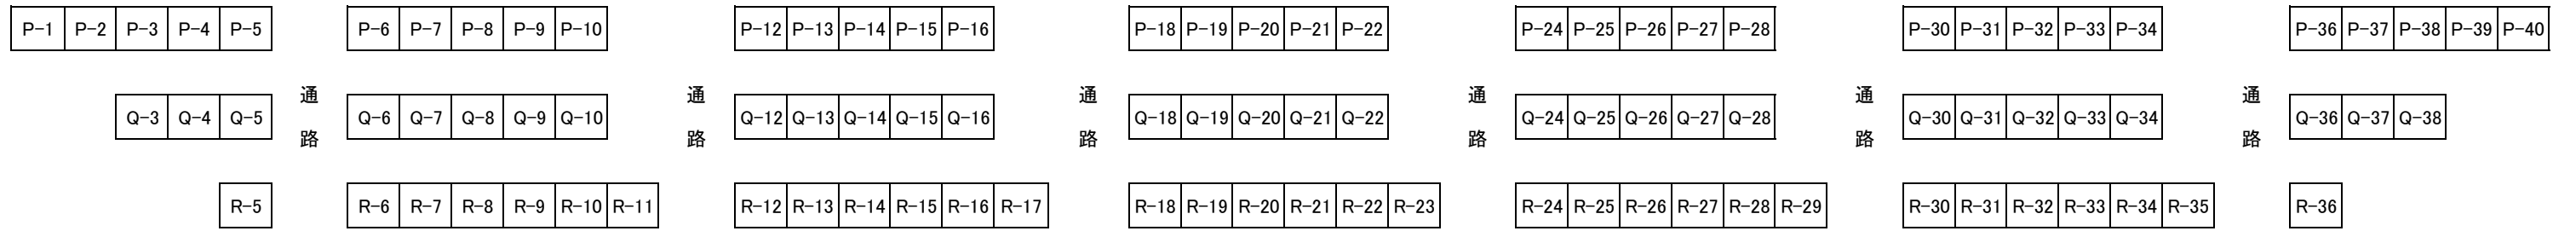 P-1 P-2 P-3 P-4 P-5 P-6 P-7 P-8 P-9 P-10 P-12 P-13 P-14 P-15 P-16 P-18 P-19 P-20 P-21 P-22 P-24 P-25 P-26 P-27 P-28 P-30 P-31 P-32 P-33 P-34 P-36 P-37 P-38 P-39 P-40
通 通 通 通 通 通
Q-3 Q-4 Q-5 Q-6 Q-7 Q-8 Q-9 Q-10 Q-12 Q-13 Q-14 Q-15 Q-16 Q-18 Q-19 Q-20 Q-21 Q-22 Q-24 Q-25 Q-26 Q-27 Q-28 Q-30 Q-31 Q-32 Q-33 Q-34 Q-36 Q-37 Q-38
路 路 路 路 路 路
R-5 R-6 R-7 R-8 R-9 R-10 R-11 R-12 R-13 R-14 R-15 R-16 R-17 R-18 R-19 R-20 R-21 R-22 R-23 R-24 R-25 R-26 R-27 R-28 R-29 R-30 R-31 R-32 R-33 R-34 R-35 R-36